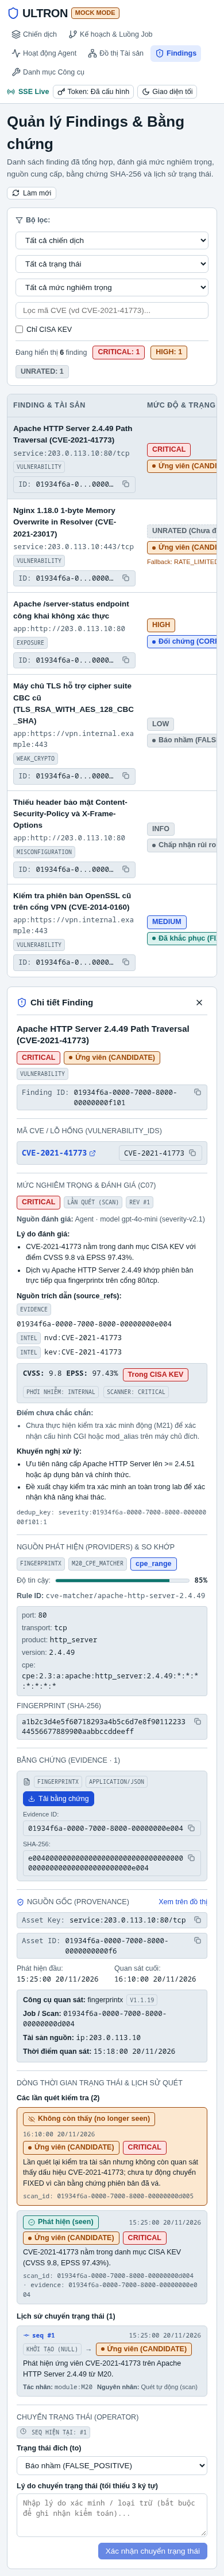 ULTRON MOCK MODE
Chiến dịch Kế hoạch & Luồng Job
Hoạt động Agent Đồ thị Tài sản Findings
Danh mục Công cụ
SSE Live Token: Đã cấu hình Giao diện tối
Quản lý Findings & Bằng
chứng
Danh sách finding đã tổng hợp, đánh giá mức nghiêm trọng,
nguồn cung cấp, bằng chứng SHA-256 và lịch sử trạng thái.
Làm mới
Bộ lọc:
Tất cả chiến dịch
Tất cả trạng thái
Tất cả mức nghiêm trọng
Lọc mã CVE (vd CVE-2021-41773)...
Chỉ CISA KEV
Đang hiển thị 6 finding CRITICAL: 1 HIGH: 1
UNRATED: 1
FINDING & TÀI SẢN MỨC ĐỘ & TRẠNG
Apache HTTP Server 2.4.49 Path
Traversal (CVE-2021-41773)
service:203.0.113.10:80/tcp
VULNERABILITY
ID: 01934f6a-0...0000…
CRITICAL
Ứng viên (CANDI
Nginx 1.18.0 1-byte Memory
Overwrite in Resolver (CVE-
2021-23017)
service:203.0.113.10:443/tcp
VULNERABILITY
ID: 01934f6a-0...0000…
UNRATED (Chưa đ
Ứng viên (CANDI
Fallback: RATE_LIMITED
Apache /server-status endpoint
công khai không xác thực
app:http://203.0.113.10:80
EXPOSURE
ID: 01934f6a-0...0000…
HIGH
Đối chứng (CORR
Máy chủ TLS hỗ trợ cipher suite
CBC cũ
(TLS_RSA_WITH_AES_128_CBC
_SHA)
app:https://vpn.internal.exa
mple:443
WEAK_CRYPTO
ID: 01934f6a-0...0000…
LOW
Báo nhầm (FALS
Thiếu header bảo mật Content-
Security-Policy và X-Frame-
Options
app:http://203.0.113.10:80
MISCONFIGURATION
ID: 01934f6a-0...0000…
INFO
Chấp nhận rủi ro
Kiểm tra phiên bản OpenSSL cũ
trên cổng VPN (CVE-2014-0160)
app:https://vpn.internal.exa
mple:443
VULNERABILITY
ID: 01934f6a-0...0000…
MEDIUM
Đã khắc phục (FI
Chi tiết Finding
Apache HTTP Server 2.4.49 Path Traversal
(CVE-2021-41773)
CRITICAL Ứng viên (CANDIDATE)
VULNERABILITY
Finding ID: 01934f6a-0000-7000-8000-
00000000f101
MÃ CVE / LỖ HỔNG (VULNERABILITY_IDS)
CVE-2021-41773 CVE-2021-41773
MỨC NGHIÊM TRỌNG & ĐÁNH GIÁ (C07)
CRITICAL LẦN QUÉT (SCAN) REV #1
Nguồn đánh giá: Agent · model gpt-4o-mini (severity-v2.1)
Lý do đánh giá:
• CVE-2021-41773 nằm trong danh mục CISA KEV với
điểm CVSS 9.8 và EPSS 97.43%.
• Dịch vụ Apache HTTP Server 2.4.49 khớp phiên bản
trực tiếp qua fingerprintx trên cổng 80/tcp.
Nguồn trích dẫn (source_refs):
EVIDENCE
01934f6a-0000-7000-8000-00000000e004
INTEL nvd:CVE-2021-41773
INTEL kev:CVE-2021-41773
CVSS: 9.8 EPSS: 97.43% Trong CISA KEV
PHƠI NHIỄM: INTERNAL SCANNER: CRITICAL
Điểm chưa chắc chắn:
• Chưa thực hiện kiểm tra xác minh động (M21) để xác
nhận cấu hình CGI hoặc mod_alias trên máy chủ đích.
Khuyến nghị xử lý:
• Ưu tiên nâng cấp Apache HTTP Server lên >= 2.4.51
hoặc áp dụng bản vá chính thức.
• Đề xuất chạy kiểm tra xác minh an toàn trong lab để xác
nhận khả năng khai thác.
dedup_key: severity:01934f6a-0000-7000-8000-000000
00f101:1
NGUỒN PHÁT HIỆN (PROVIDERS) & SO KHỚP
FINGERPRINTX M20_CPE_MATCHER cpe_range
Độ tin cậy: 85%
Rule ID: cve-matcher/apache-http-server-2.4.49
port: 80
transport: tcp
product: http_server
version: 2.4.49
cpe:
cpe:2.3:a:apache:http_server:2.4.49:*:*:*
:*:*:*:*
FINGERPRINT (SHA-256)
a1b2c3d4e5f60718293a4b5c6d7e8f90112233
44556677889900aabbccddeeff
BẰNG CHỨNG (EVIDENCE · 1)
FINGERPRINTX APPLICATION/JSON
Tải bằng chứng
Evidence ID:
01934f6a-0000-7000-8000-00000000e004
SHA-256:
e0040000000000000000000000000000000000
00000000000000000000000000e004
NGUỒN GỐC (PROVENANCE) Xem trên đồ thị
Asset Key: service:203.0.113.10:80/tcp
Asset ID: 01934f6a-0000-7000-8000-
0000000000f6
Phát hiện đầu: Quan sát cuối:
15:25:00 20/11/2026 16:10:00 20/11/2026
Công cụ quan sát: fingerprintx V1.1.19
Job / Scan: 01934f6a-0000-7000-8000-
00000000d004
Tài sản nguồn: ip:203.0.113.10
Thời điểm quan sát: 15:18:00 20/11/2026
DÒNG THỜI GIAN TRẠNG THÁI & LỊCH SỬ QUÉT
Các lần quét kiểm tra (2)
Không còn thấy (no longer seen)
16:10:00 20/11/2026
Ứng viên (CANDIDATE) CRITICAL
Lần quét lại kiểm tra tài sản nhưng không còn quan sát
thấy dấu hiệu CVE-2021-41773; chưa tự động chuyển
FIXED vì cần bằng chứng phiên bản đã vá.
scan_id: 01934f6a-0000-7000-8000-00000000d005
Phát hiện (seen) 15:25:00 20/11/2026
Ứng viên (CANDIDATE) CRITICAL
CVE-2021-41773 nằm trong danh mục CISA KEV
(CVSS 9.8, EPSS 97.43%).
scan_id: 01934f6a-0000-7000-8000-00000000d004
· evidence: 01934f6a-0000-7000-8000-00000000e0
04
Lịch sử chuyển trạng thái (1)
seq #1 15:25:00 20/11/2026
KHỞI TẠO (NULL) → Ứng viên (CANDIDATE)
Phát hiện ứng viên CVE-2021-41773 trên Apache
HTTP Server 2.4.49 từ M20.
Tác nhân: module:M20 Nguyên nhân: Quét tự động (scan)
CHUYỂN TRẠNG THÁI (OPERATOR)
SEQ HIỆN TẠI: #1
Trạng thái đích (to)
Báo nhầm (FALSE_POSITIVE)
Lý do chuyển trạng thái (tối thiểu 3 ký tự)
Nhập lý do xác minh / loại trừ (bắt buộc
để ghi nhận kiểm toán)...
Xác nhận chuyển trạng thái